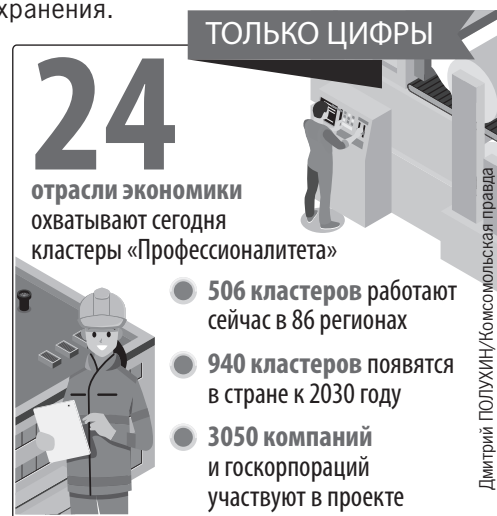 хранения.
ТОЛЬКО ЦИФРЫ
24
отрасли экономики
охватывают сегодня
кластеры «Профессионалитета»
506 кластеров работают
сейчас в 86 регионах
940 кластеров появятся
в стране к 2030 году
3050 компаний
и госкорпораций
участвуют в проекте
Дмитрий ПОЛУХИН/Комсомольская правда